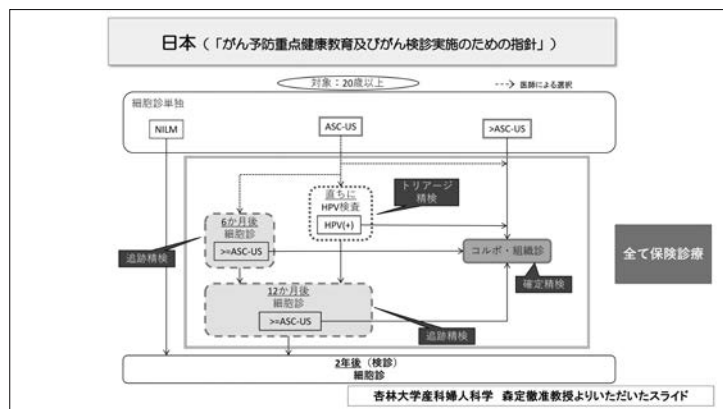 日本（「がん予防重点健康教育及びがん検診実施のための指針」）
対象：20歳以上
医師による選択
細胞診単独
NILM
ASC-US
>ASC-US
直ちに
HPV検査
HPV(+)
トリアージ
精検
6か月後
細胞診
>=ASC-US
追跡精検
コルポ・組織診
確定精検
全て保険診療
12か月後
細胞診
>=ASC-US
追跡精検
2年後（検診）
細胞診
杏林大学産科婦人科学　森定徹准教授よりいただいたスライド